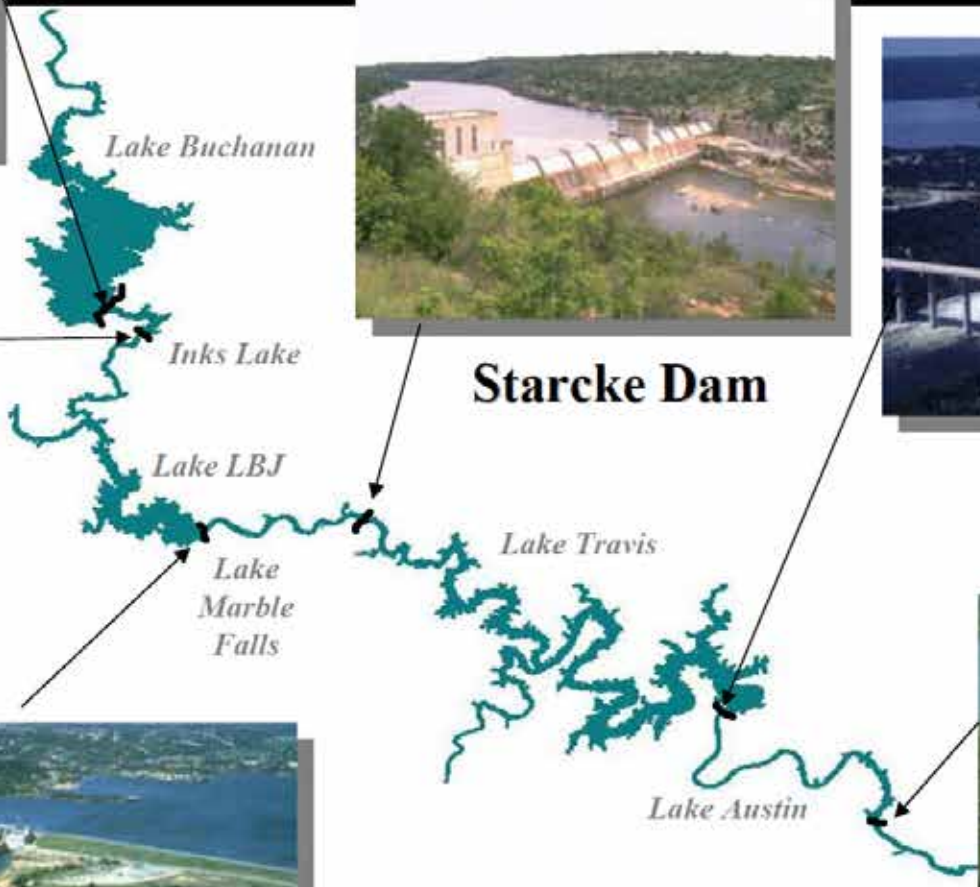 Lake Buchanan
Inks Lake
Starcke Dam
Lake LBJ
Lake Travis
Lake
Marble
Falls
Lake Austin